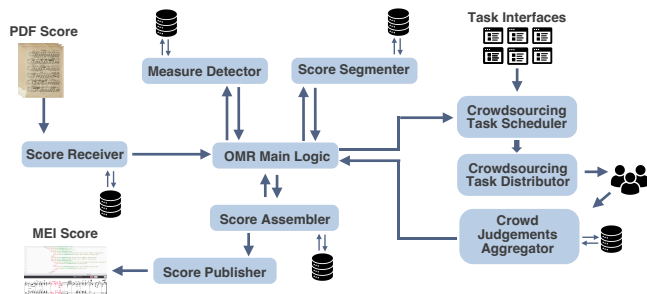 Task Interfaces
PDF Score
Measure Detector
Score Segmenter
Crowdsourcing
Task Scheduler
Score Receiver
OMR Main Logic
Crowdsourcing
Task Distributor
Score Assembler
Crowd
Judgements
Aggregator
MEI Score
Score Publisher